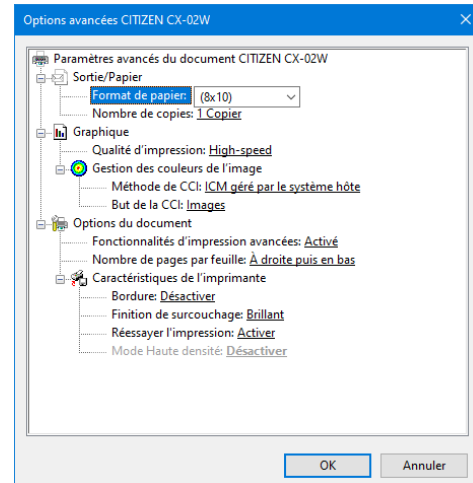 Options avancées CITIZEN CX-02W
Paramètres avancés du document CITIZEN CX-02W
Sortie/Papier
Format de papier: (8x10)
Nombre de copies: 1 Copier
Graphique
Qualité d'impression: High-speed
Gestion des couleurs de l'image
Méthode de CCI: ICM géré par le système hôte
But de la CCI: Images
Options du document
Fonctionnalités d'impression avancées: Activé
Nombre de pages par feuille: À droite puis en bas
Caractéristiques de l'imprimante
Bordure: Désactiver
Finition de surcouchage: Brillant
Réessayer l'impression: Activer
Mode Haute densité: Désactiver
OK Annuler